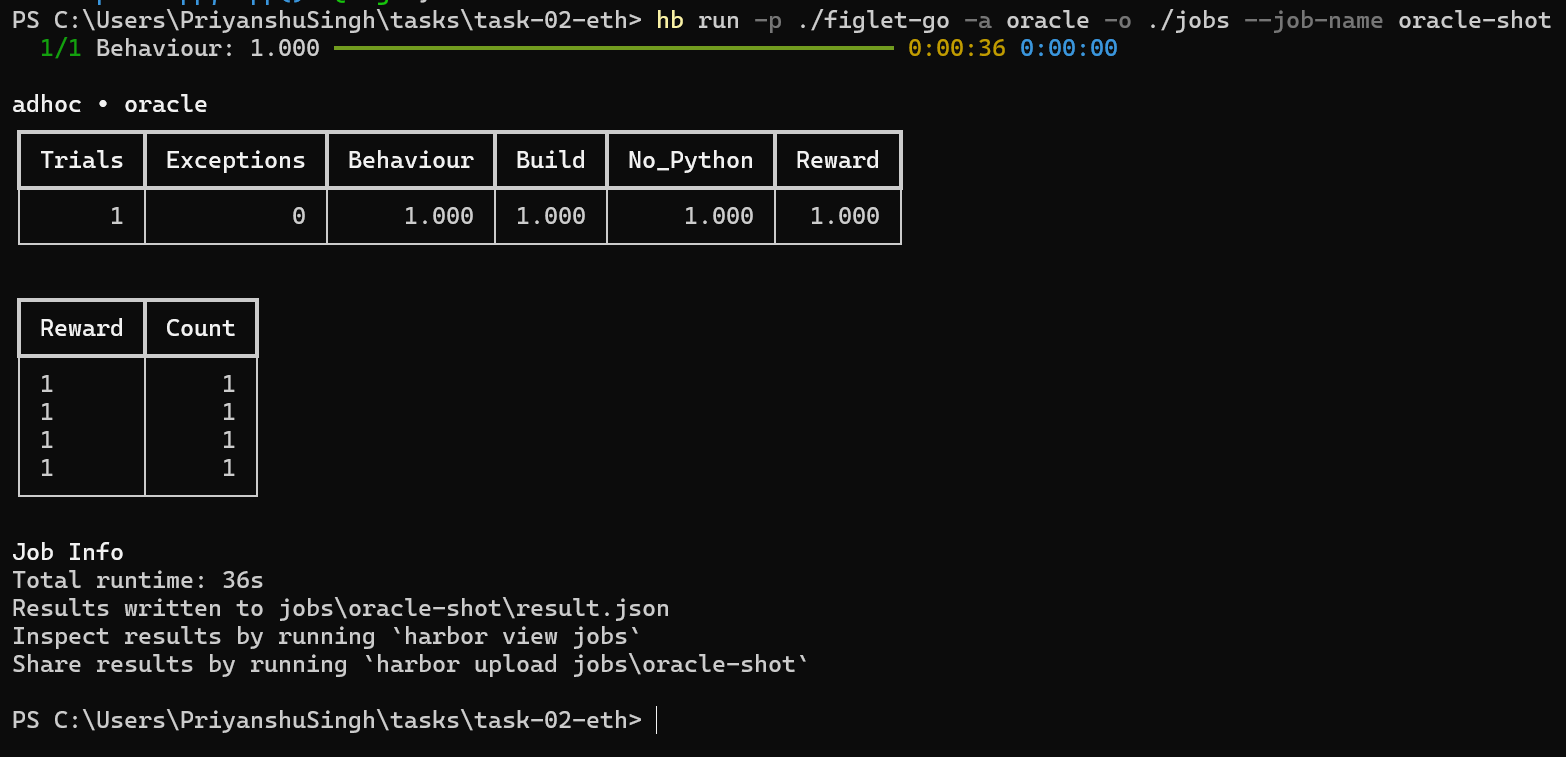 PS C:\Users\PriyanshuSingh\tasks\task-02-eth> hb run -p ./figlet-go -a oracle -o ./jobs --job-name oracle-shot
1/1 Behaviour: 1.000 0:00:36 0:00:00
adhoc • oracle
Trials Exceptions Behaviour Build No_Python Reward
1 0 1.000 1.000 1.000 1.000
Reward Count
1 1
1 1
1 1
1 1
Job Info
Total runtime: 36s
Results written to jobs\oracle-shot\result.json
Inspect results by running `harbor view jobs`
Share results by running `harbor upload jobs\oracle-shot`
PS C:\Users\PriyanshuSingh\tasks\task-02-eth>